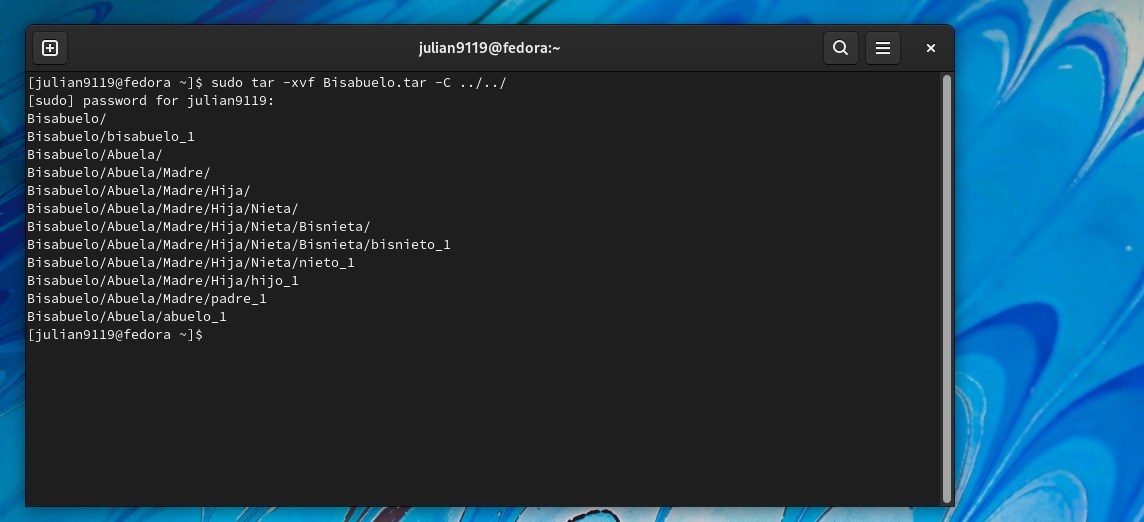 julian9119@fedora:~
[julian9119@fedora ~]$ sudo tar -xvf Bisabuelo.tar -C ../../
[sudo] password for julian9119:
Bisabuelo/
Bisabuelo/bisabuelo_1
Bisabuelo/Abuela/
Bisabuelo/Abuela/Madre/
Bisabuelo/Abuela/Madre/Hija/
Bisabuelo/Abuela/Madre/Hija/Nieta/
Bisabuelo/Abuela/Madre/Hija/Nieta/Bisnieta/
Bisabuelo/Abuela/Madre/Hija/Nieta/Bisnieta/bisnieto_1
Bisabuelo/Abuela/Madre/Hija/Nieta/nieto_1
Bisabuelo/Abuela/Madre/Hija/hijo_1
Bisabuelo/Abuela/Madre/padre_1
Bisabuelo/Abuela/abuelo_1
[julian9119@fedora ~]$